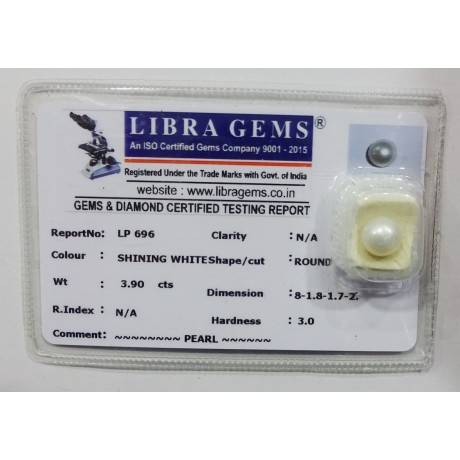 LIBRA GEMS®
An ISO Certified Gems Company 9001 - 2015
Registered Under the Trade Marks with Govt. of India
website : www.libragems.co.in
GEMS & DIAMOND CERTIFIED TESTING REPORT
ReportNo: LP 696 Clarity : N/A
Colour : SHINING WHITE Shape/cut : ROUND
Wt : 3.90 cts Dimension : 8-1.8-1.7-2.
R.Index : N/A Hardness : 3.0
Comment: ~~~~~~~~ PEARL ~~~~~~